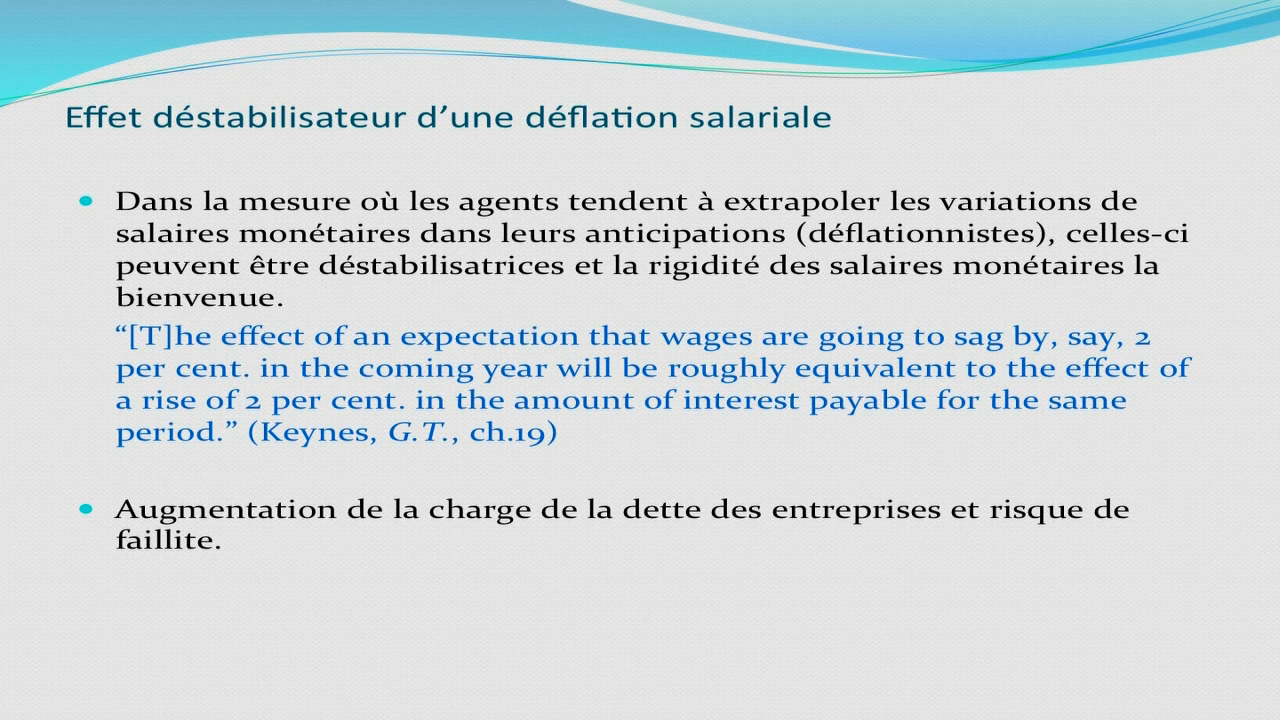 Effet déstabilisateur d’une déflation salariale
Dans la mesure où les agents tendent à extrapoler les variations de
salaires monétaires dans leurs anticipations (déflationnistes), celles-ci
peuvent être déstabilisatrices et la rigidité des salaires monétaires la
bienvenue.
“[T]he effect of an expectation that wages are going to sag by, say, 2
per cent. in the coming year will be roughly equivalent to the effect of
a rise of 2 per cent. in the amount of interest payable for the same
period.” (Keynes, G.T., ch.19)
Augmentation de la charge de la dette des entreprises et risque de
faillite.